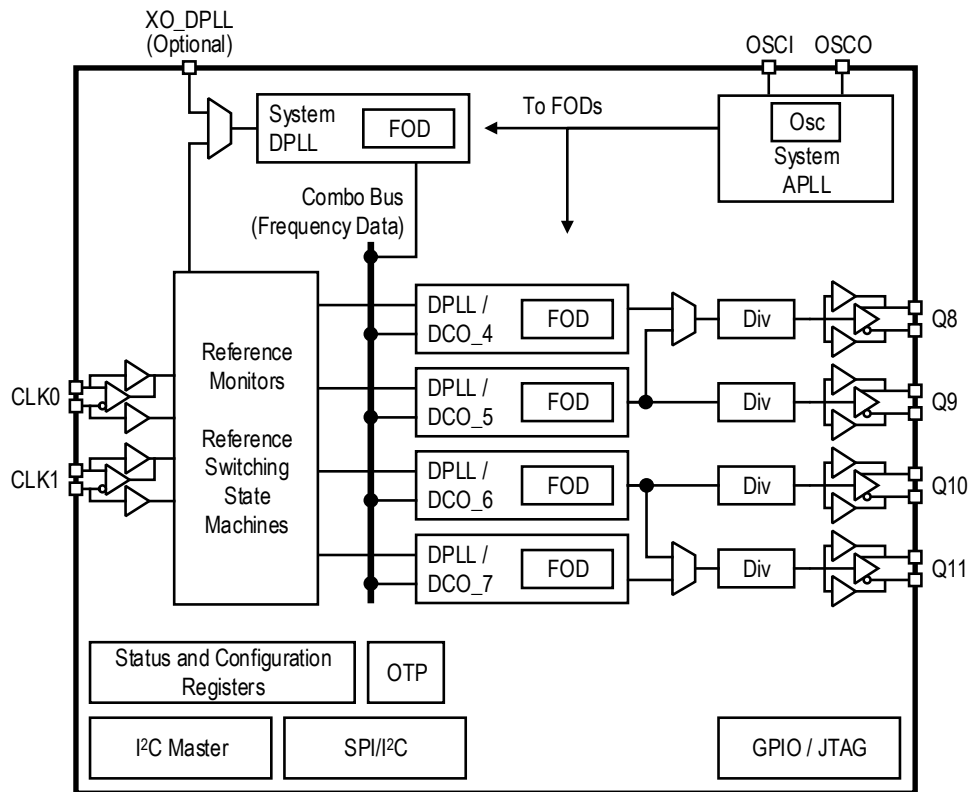 XO_DPLL
(Optional)
OSCI
OSCO
System
DPLL
FOD
To FODs
Osc
System
APLL
Combo Bus
(Frequency Data)
DPLL /
DCO_4
FOD
Div
Q8
Reference
Monitors
Reference
Switching
State
Machines
CLK0
CLK1
DPLL /
DCO_5
FOD
Div
Q9
DPLL /
DCO_6
FOD
Div
Q10
DPLL /
DCO_7
FOD
Div
Q11
Status and Configuration
Registers
OTP
I²C Master
SPI/I²C
GPIO / JTAG